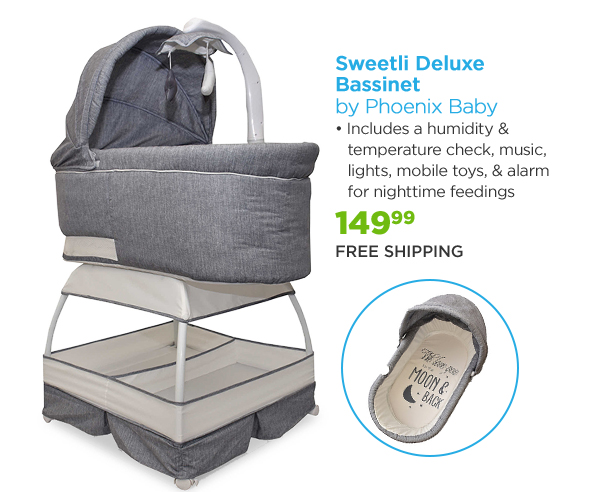 Sweetli Deluxe
Bassinet
by Phoenix Baby
• Includes a humidity &
temperature check, music,
lights, mobile toys, & alarm
for nighttime feedings
149⁹⁹
FREE SHIPPING
MOON &
BACK